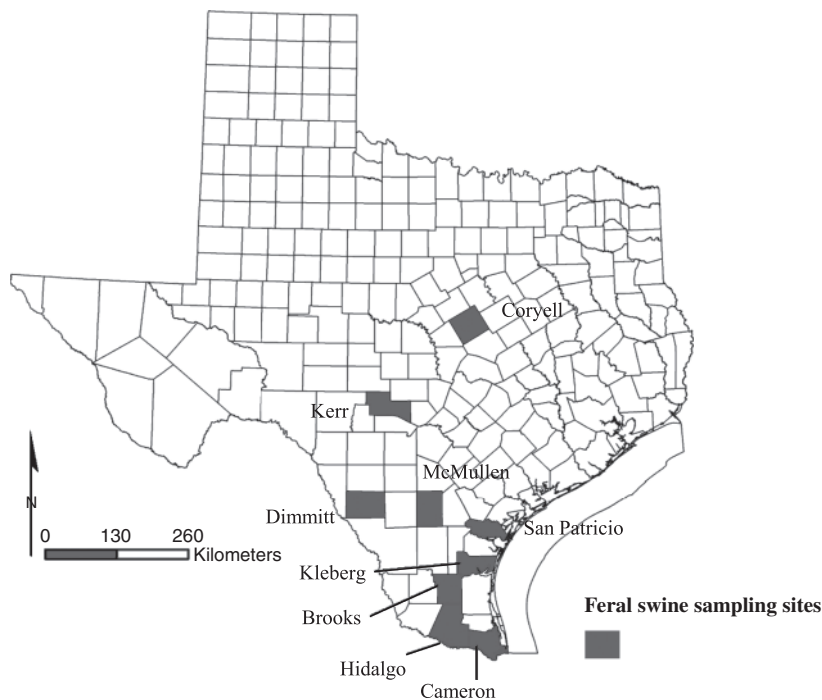 Coryell
Kerr
McMullen
Dimmitt
San Patricio
N
0 130 260
Kilometers
Kleberg
Brooks
Feral swine sampling sites
Hidalgo
Cameron